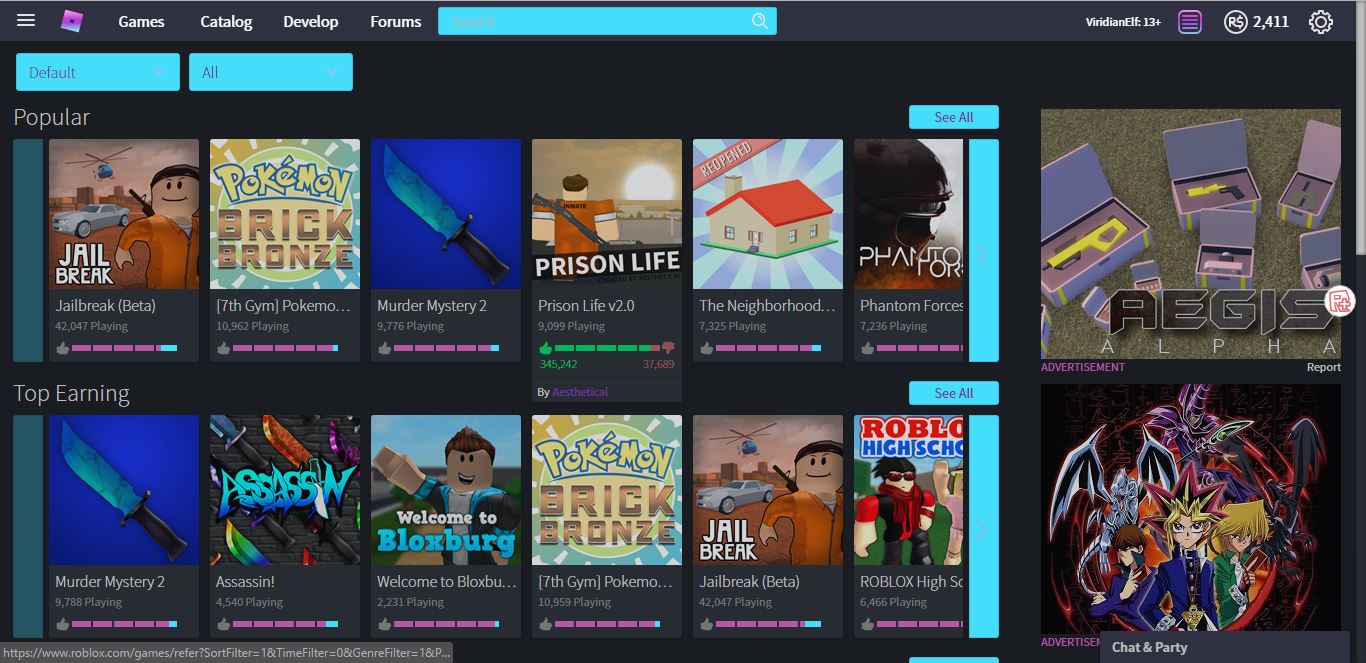 Games
Catalog
Develop
Forums
Search
ViridianElf: 13+
R$ 2,411
Default
All
Popular
See All
JAIL
BREAK
POKéMON
BRICK
BRONZE
INMATE
PRISON LIFE
CREATED BY AESTHETICAL
REOPENED
PHANTO
FOR
Jailbreak (Beta)
42,047 Playing
[7th Gym] Pokemo...
10,962 Playing
Murder Mystery 2
9,776 Playing
Prison Life v2.0
9,099 Playing
345,242
37,689
By Aesthetical
The Neighborhood...
7,325 Playing
Phantom Forces
7,236 Playing
AEGIS
ALPHA
ADVERTISEMENT
Report
Top Earning
See All
ASSASSIN
Welcome to
Bloxburg
POKéMON
BRICK
BRONZE
JAIL
BREAK
ROBLO
HIGH SCHO
Murder Mystery 2
9,788 Playing
Assassin!
4,540 Playing
Welcome to Bloxbu...
2,231 Playing
[7th Gym] Pokemo...
10,959 Playing
Jailbreak (Beta)
42,047 Playing
ROBLOX High Sc
6,466 Playing
ADVERTISEM
Chat & Party
https://www.roblox.com/games/refer?SortFilter=1&TimeFilter=0&GenreFilter=1&P...